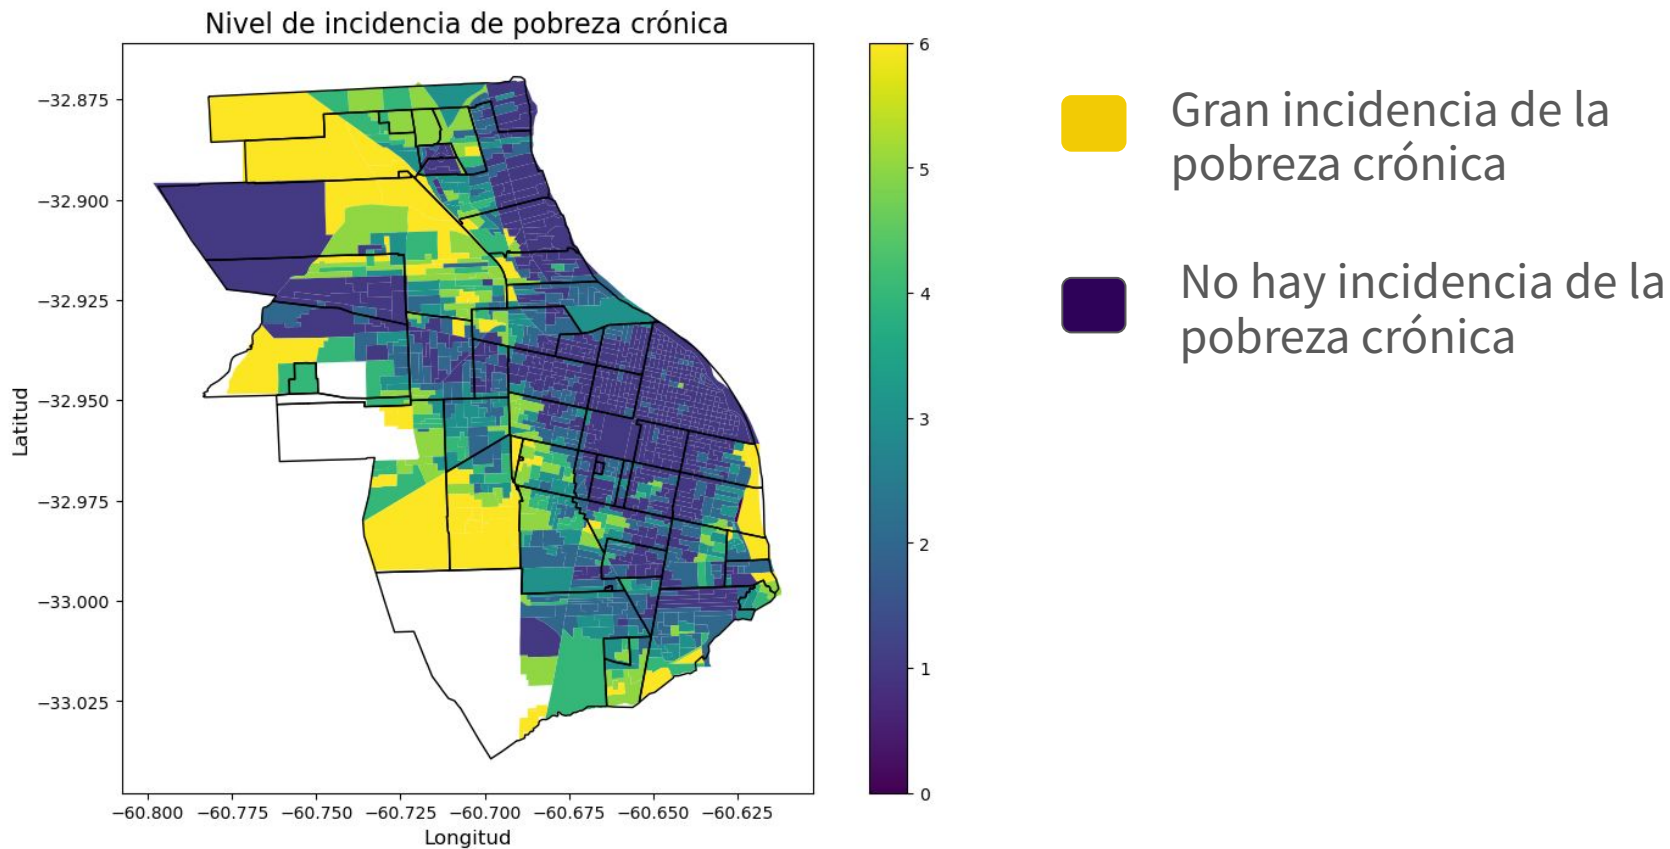 Nivel de incidencia de pobreza crónica
−32.875
−32.900
−32.925
−32.950
−32.975
−33.000
−33.025
Latitud
−60.800 −60.775 −60.750 −60.725 −60.700 −60.675 −60.650 −60.625
Longitud
6
5
4
3
2
1
0
Gran incidencia de la
pobreza crónica
No hay incidencia de la
pobreza crónica